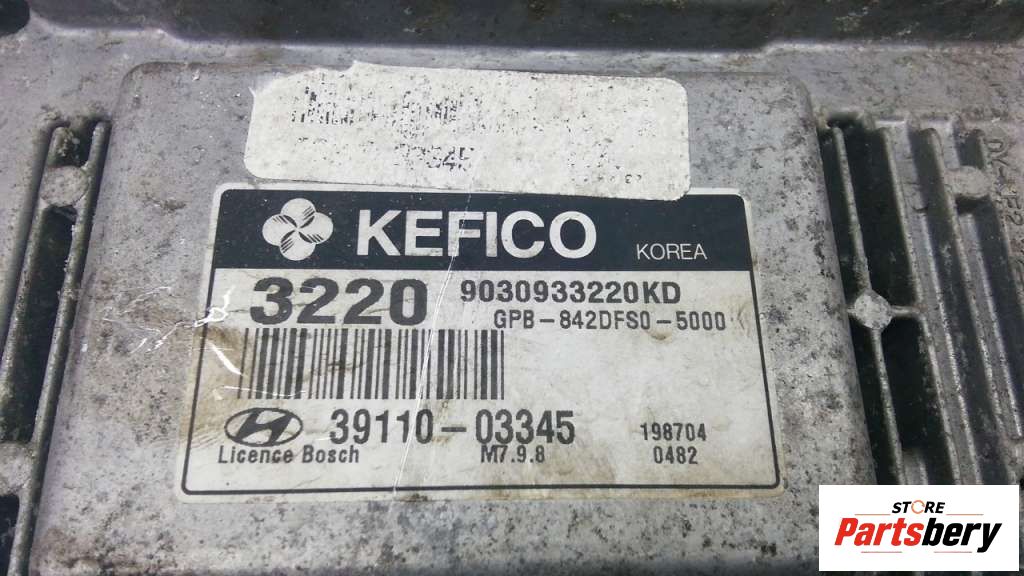 KEFICO KOREA
3220 9030933220KD
GPB-842DFS0-5000
39110-03345 198704
Licence Bosch M7.9.8 0482
STORE
Partsbery